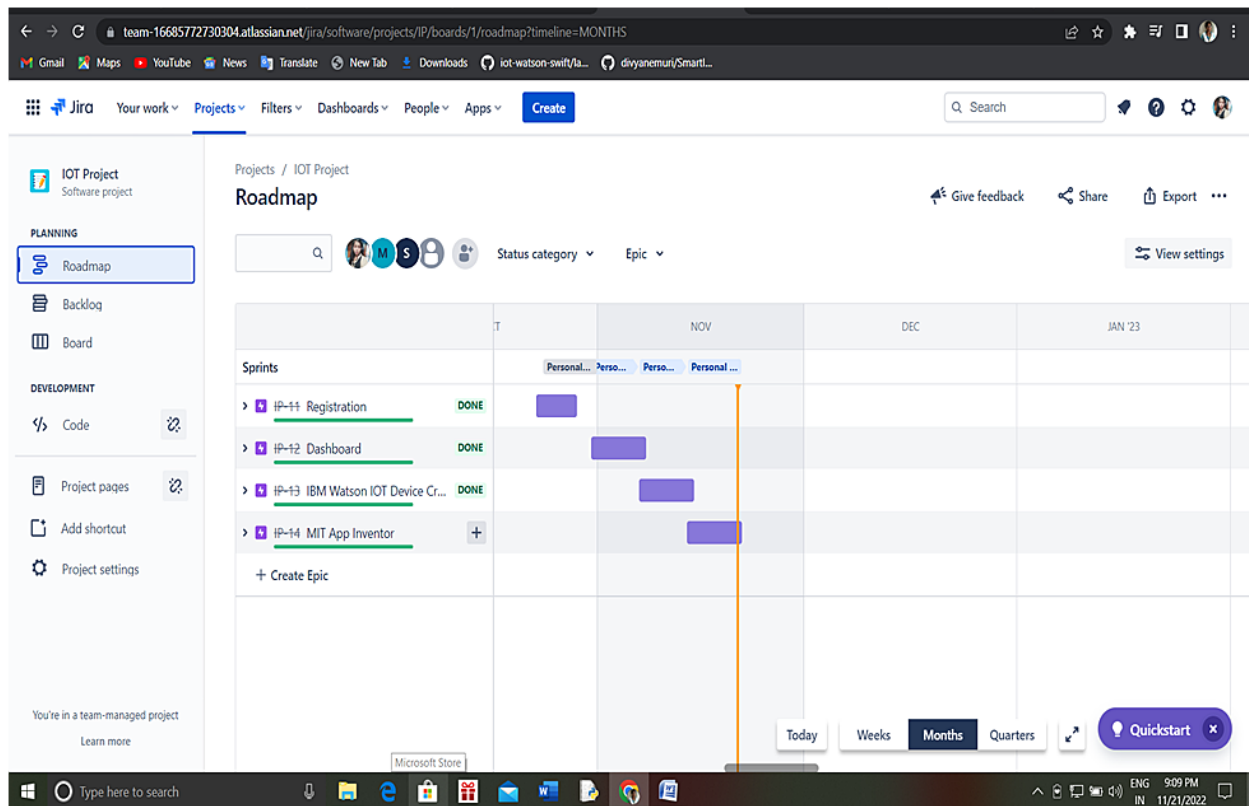 team-16685772730304.atlassian.net/jira/software/projects/IP/boards/1/roadmap?timeline=MONTHS
Gmail Maps YouTube News Translate New Tab Downloads iot-watson-swift/la... divyanemuri/Smartl...
Jira Your work Projects Filters Dashboards People Apps Create Search
IOT Project
Software project
PLANNING
Roadmap
Backlog
Board
DEVELOPMENT
Code
Project pages
Add shortcut
Project settings
You're in a team-managed project
Learn more
Projects / IOT Project
Roadmap
Give feedback Share Export
M S Status category Epic View settings
T NOV DEC JAN '23
Sprints Personal... Perso... Perso... Personal ...
IP-11 Registration DONE
IP-12 Dashboard DONE
IP-13 IBM Watson IOT Device Cr... DONE
IP-14 MIT App Inventor
+ Create Epic
Today Weeks Months Quarters Quickstart
Microsoft Store
Type here to search
ENG 9:09 PM
IN 11/21/2022